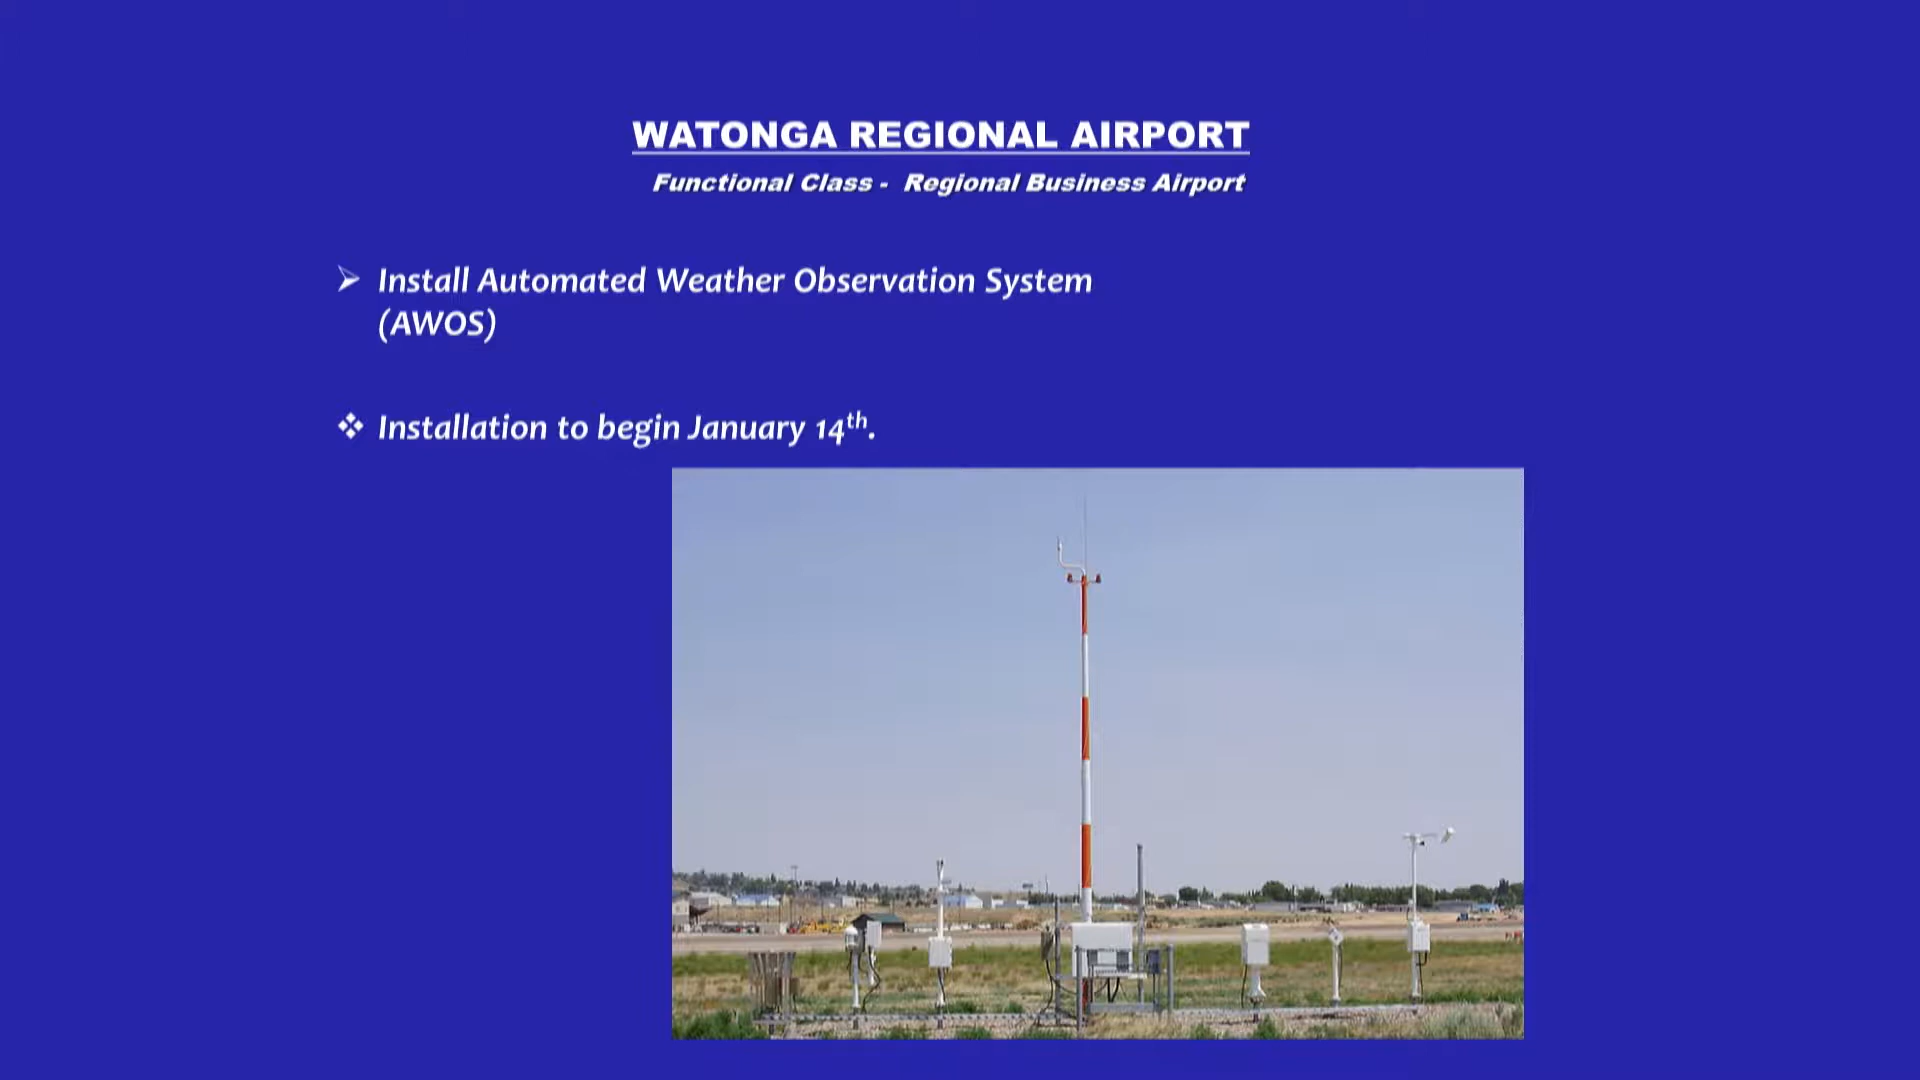 WATONGA REGIONAL AIRPORT
Functional Class - Regional Business Airport
➢ Install Automated Weather Observation System
(AWOS)
❖ Installation to begin January 14th.